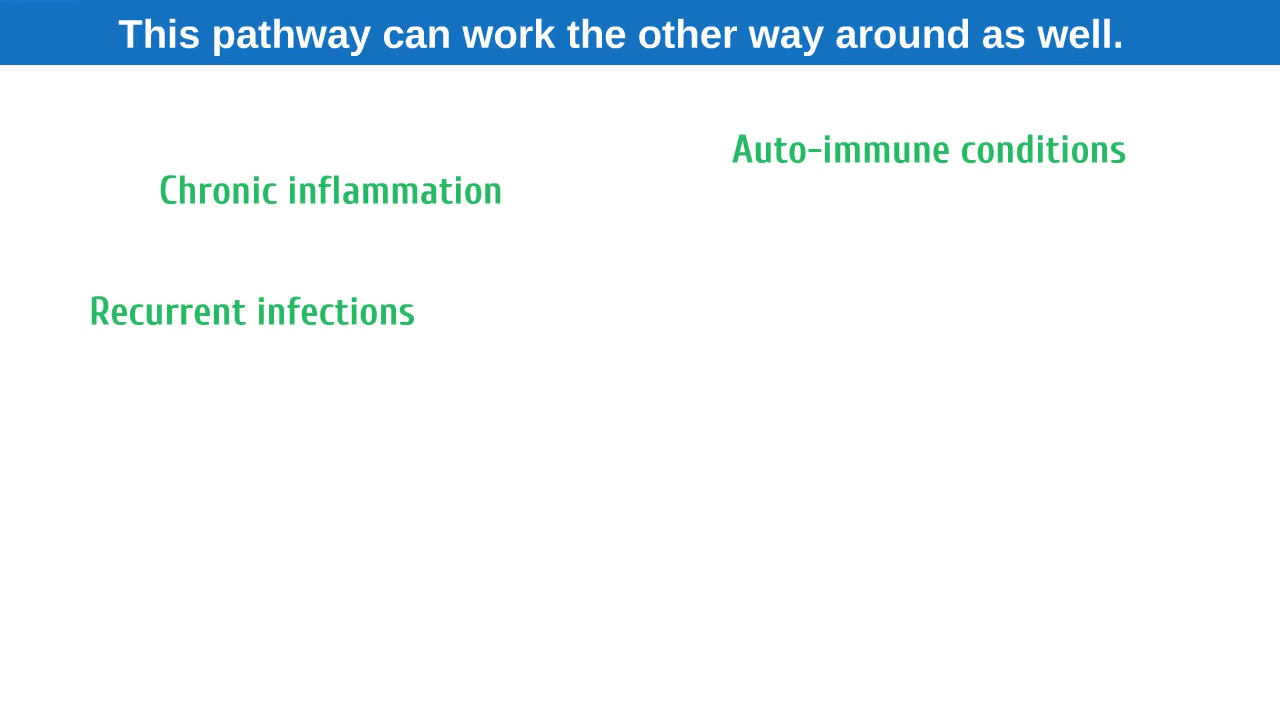 This pathway can work the other way around as well.
Auto-immune conditions
Chronic inflammation
Recurrent infections